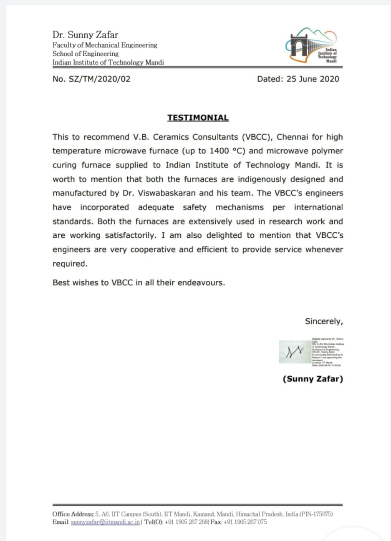 Dr. Sunny Zafar
Faculty of Mechanical Engineering
School of Engineering
Indian Institute of Technology Mandi
Indian
Institute of
Technology
Mandi
No. SZ/TM/2020/02
Dated: 25 June 2020
TESTIMONIAL
This to recommend V.B. Ceramics Consultants (VBCC), Chennai for high
temperature microwave furnace (up to 1400 °C) and microwave polymer
curing furnace supplied to Indian Institute of Technology Mandi. It is
worth to mention that both the furnaces are indigenously designed and
manufactured by Dr. Viswabaskaran and his team. The VBCC's engineers
have incorporated adequate safety mechanisms per international
standards. Both the furnaces are extensively used in research work and
are working satisfactorily. I am also delighted to mention that VBCC's
engineers are very cooperative and efficient to provide service whenever
required.
Best wishes to VBCC in all their endeavours.
Sincerely,
(Sunny Zafar)
Office Address: 5, A6, IIT Campus (South), IIT Mandi, Kamand, Mandi, Himachal Pradesh, India (PIN-175075)
Email: sunnyzafar@iitmandi.ac.in | Tel(O): +91 1905 267 268| Fax: +91 1905 267 075